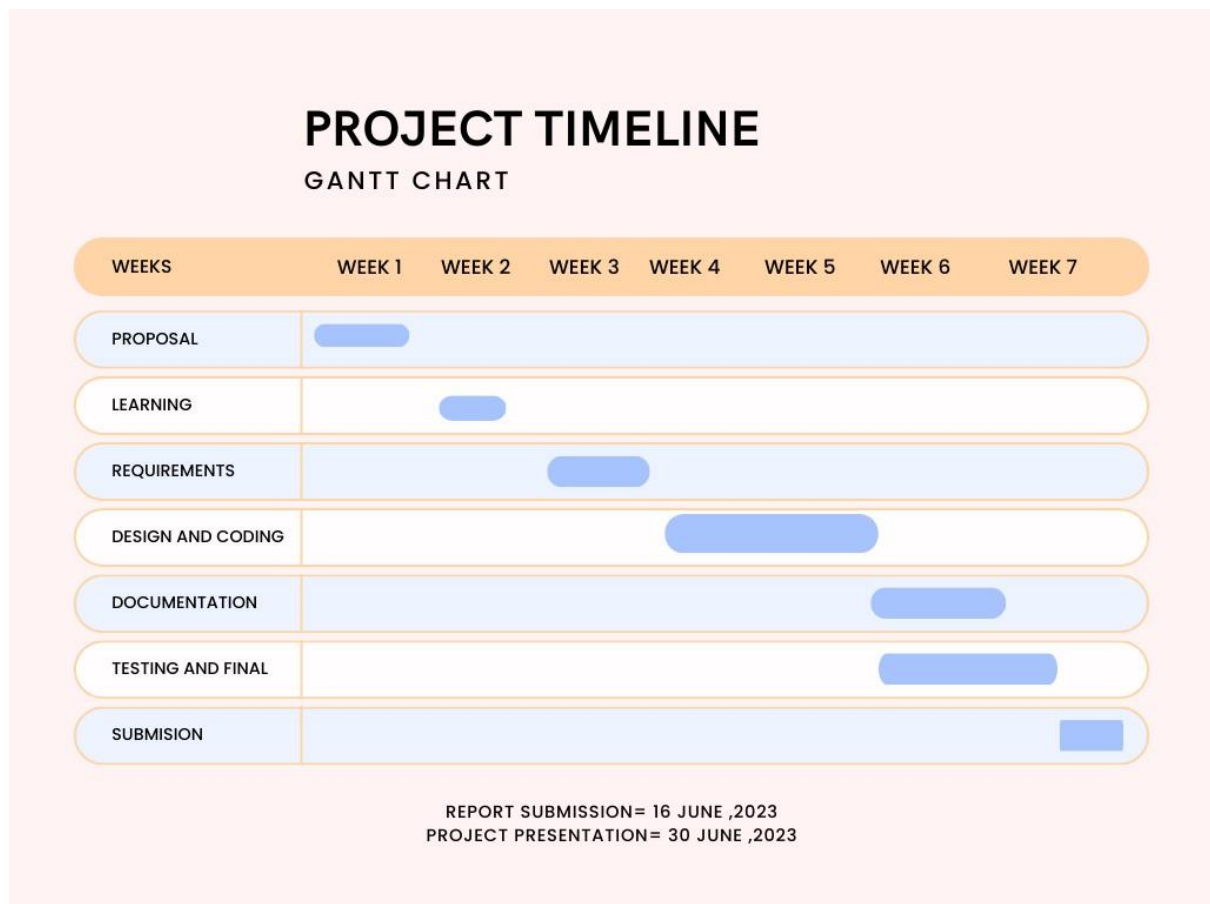 PROJECT TIMELINE
GANTT CHART
WEEKS WEEK 1 WEEK 2 WEEK 3 WEEK 4 WEEK 5 WEEK 6 WEEK 7
PROPOSAL
LEARNING
REQUIREMENTS
DESIGN AND CODING
DOCUMENTATION
TESTING AND FINAL
SUBMISION
REPORT SUBMISSION= 16 JUNE ,2023
PROJECT PRESENTATION= 30 JUNE ,2023